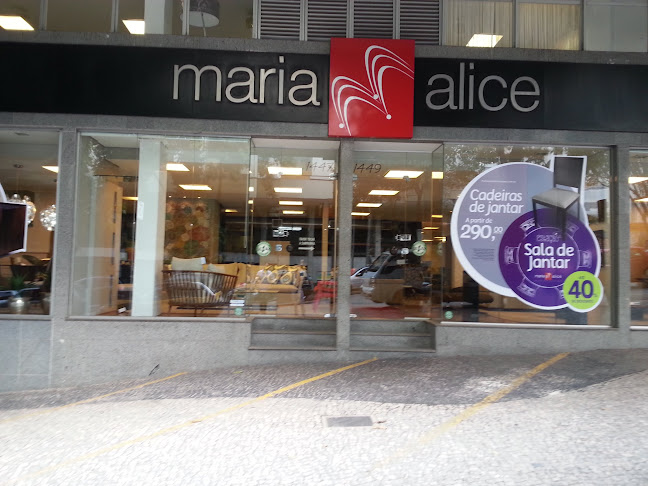 maria alice
1449
Cadeiras
de jantar
A partir de
290,00
Sala de
Jantar
40